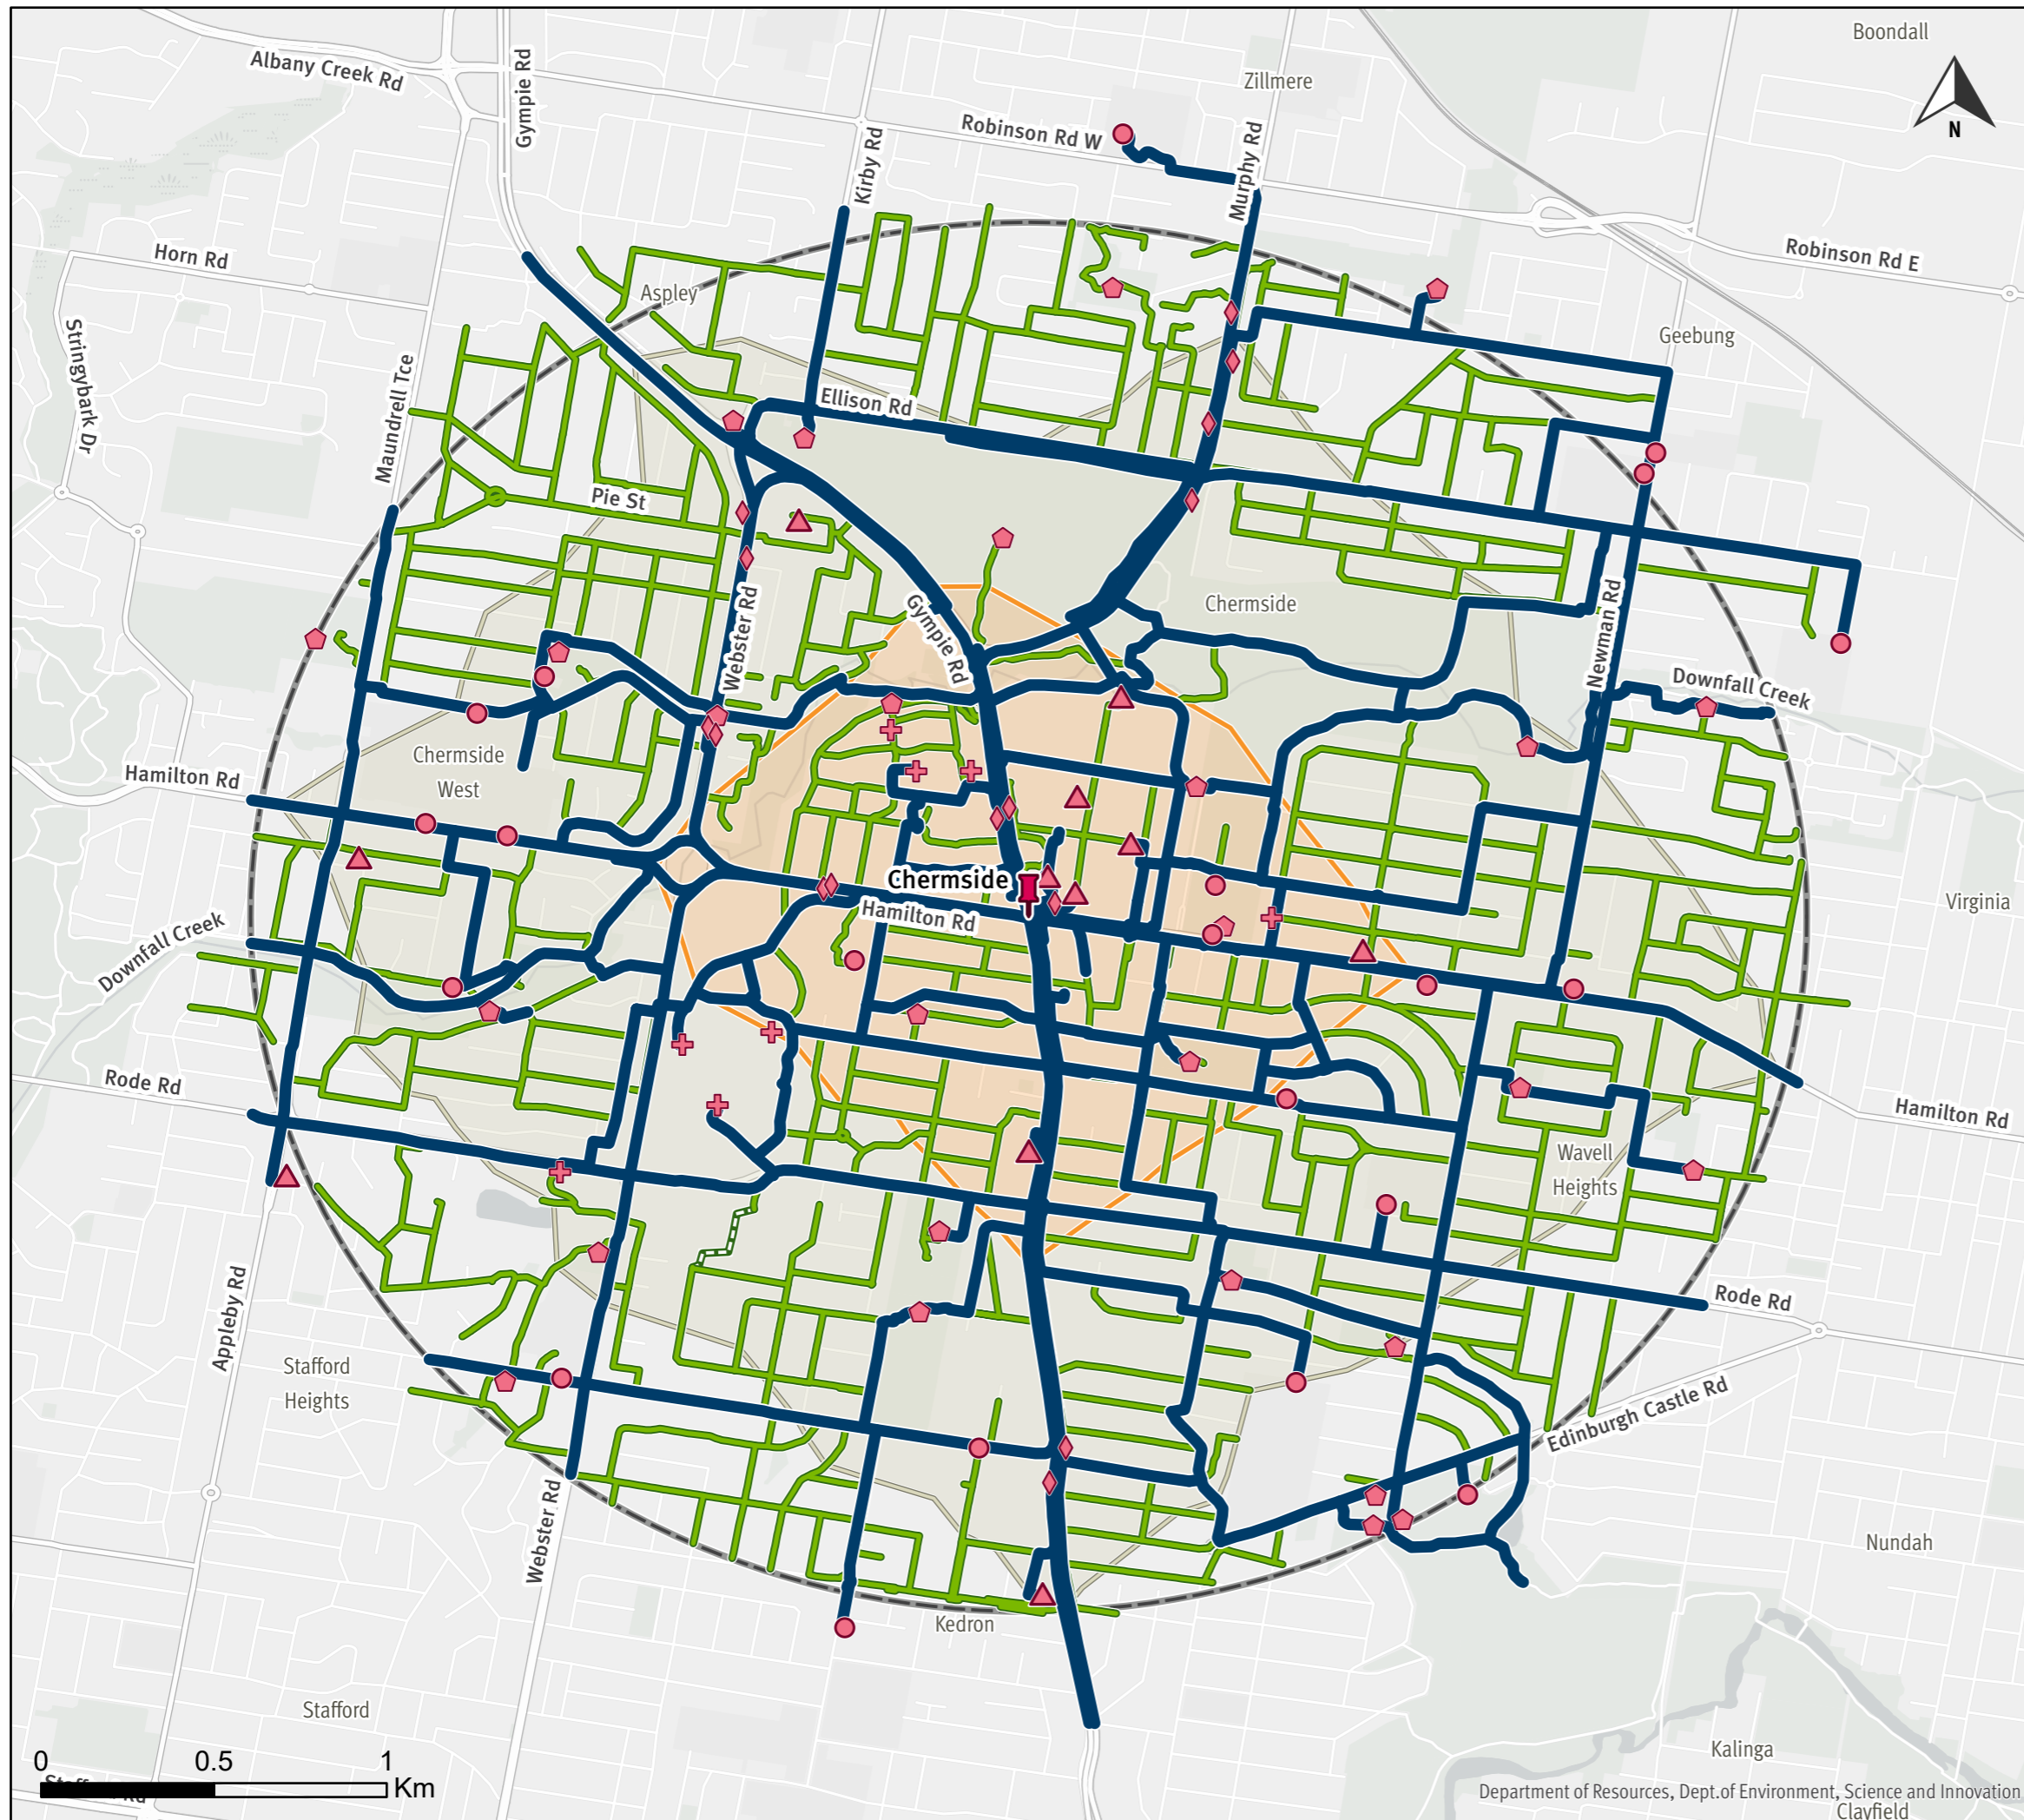 Boondall
Albany Creek Rd
Gympie Rd
Zillmere
Robinson Rd W
Kirby Rd
Murphy Rd
N
Horn Rd
Robinson Rd E
Aspley
Stringybark Dr
Geebung
Maundrell Tce
Ellison Rd
Pie St
Chermside
Gympie Rd
Webster Rd
Newman Rd
Downfall Creek
Chermside
West
Hamilton Rd
Chermside
Hamilton Rd
Virginia
Downfall Creek
Rode Rd
Hamilton Rd
Wavell
Heights
Appleby Rd
Rode Rd
Stafford
Heights
Edinburgh Castle Rd
Webster Rd
Nundah
Kedron
Stafford
Kalinga
0 0.5 1
Km
Department of Resources, Dept.of Environment, Science and Innovation
Clayfield